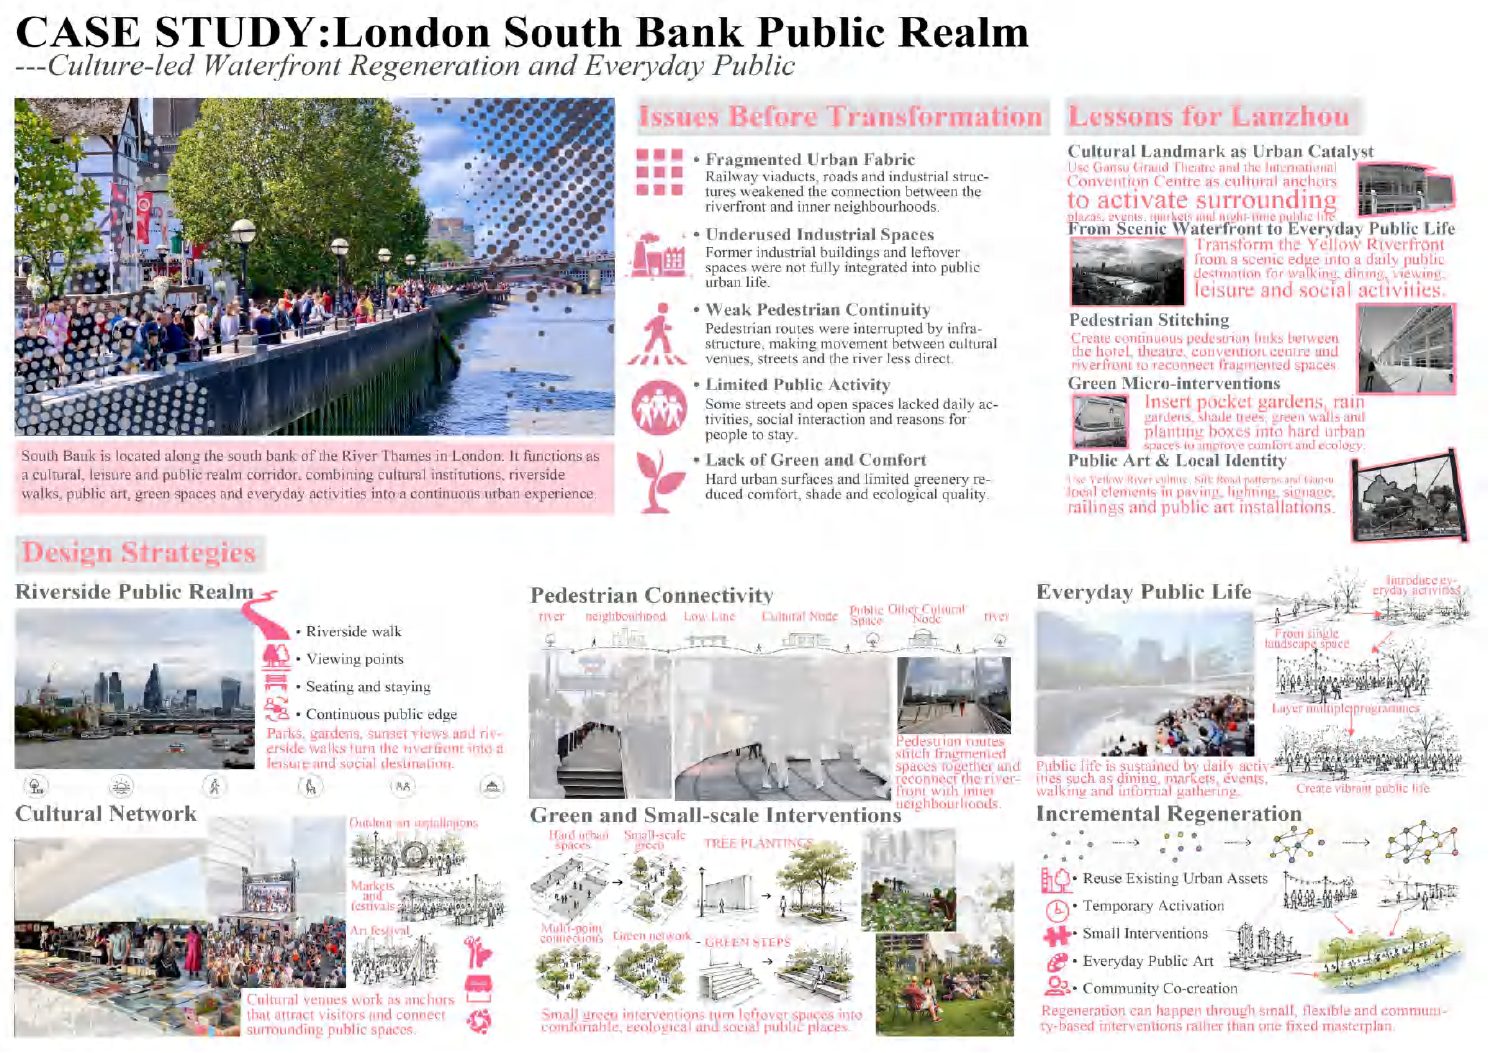 CASE STUDY:London South Bank Public Realm
---Culture-led Waterfront Regeneration and Everyday Public
South Bank is located along the south bank of the River Thames in London. It functions as
a cultural, leisure and public realm corridor, combining cultural institutions, riverside
walks, public art, green spaces and everyday activities into a continuous urban experience.
Issues Before Transformation
• Fragmented Urban Fabric
Railway viaducts, roads and industrial struc-
tures weakened the connection between the
riverfront and inner neighbourhoods.
• Underused Industrial Spaces
Former industrial buildings and leftover
spaces were not fully integrated into public
urban life.
• Weak Pedestrian Continuity
Pedestrian routes were interrupted by infra-
structure, making movement between cultural
venues, streets and the river less direct.
• Limited Public Activity
Some streets and open spaces lacked daily ac-
tivities, social interaction and reasons for
people to stay.
• Lack of Green and Comfort
Hard urban surfaces and limited greenery re-
duced comfort, shade and ecological quality.
Lessons for Lanzhou
Cultural Landmark as Urban Catalyst
Use Gansu Grand Theatre and the International
Convention Centre as cultural anchors
to activate surrounding
plazas, events, markets and night-time public life.
From Scenic Waterfront to Everyday Public Life
Transform the Yellow Riverfront
from a scenic edge into a daily public
destination for walking, dining, viewing,
leisure and social activities.
Pedestrian Stitching
Create continuous pedestrian links between
the hotel, theatre, convention centre and
riverfront to reconnect fragmented spaces.
Green Micro-interventions
Insert pocket gardens, rain
gardens, shade trees, green walls and
planting boxes into hard urban
spaces to improve comfort and ecology.
Public Art & Local Identity
Use Yellow River culture, Silk Road patterns and Gansu
local elements in paving, lighting, signage,
railings and public art installations.
Design Strategies
Riverside Public Realm
• Riverside walk
• Viewing points
• Seating and staying
• Continuous public edge
Parks, gardens, sunset views and riv-
erside walks turn the riverfront into a
leisure and social destination.
Cultural Network
Outdoor art installations
Markets
and
festivals
Art festival
Cultural venues work as anchors
that attract visitors and connect
surrounding public spaces.
Pedestrian Connectivity
river neighbourhood Low Line Cultural Node Public Space Other Cultural Node river
Pedestrian routes
stitch fragmented
spaces together and
reconnect the river-
front with inner
neighbourhoods.
Green and Small-scale Interventions
Hard urban
spaces
Small-scale
green
TREE PLANTINGS
Multi-point
connections
Green network
GREEN STEPS
Small green interventions turn leftover spaces into
comfortable, ecological and social public places.
Everyday Public Life
Introduce ev-
eryday activities
From single
landscape space
Layer multiple programmes
Create vibrant public life
Public life is sustained by daily activ-
ities such as dining, markets, events,
walking and informal gathering.
Incremental Regeneration
• Reuse Existing Urban Assets
• Temporary Activation
• Small Interventions
• Everyday Public Art
• Community Co-creation
Regeneration can happen through small, flexible and communi-
ty-based interventions rather than one fixed masterplan.